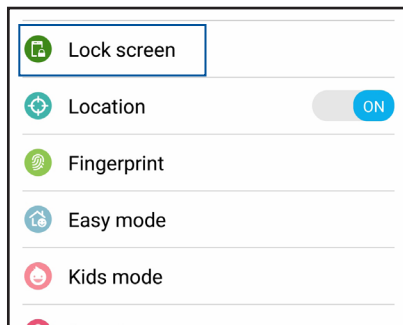 Lock screen
Location
ON
Fingerprint
Easy mode
Kids mode